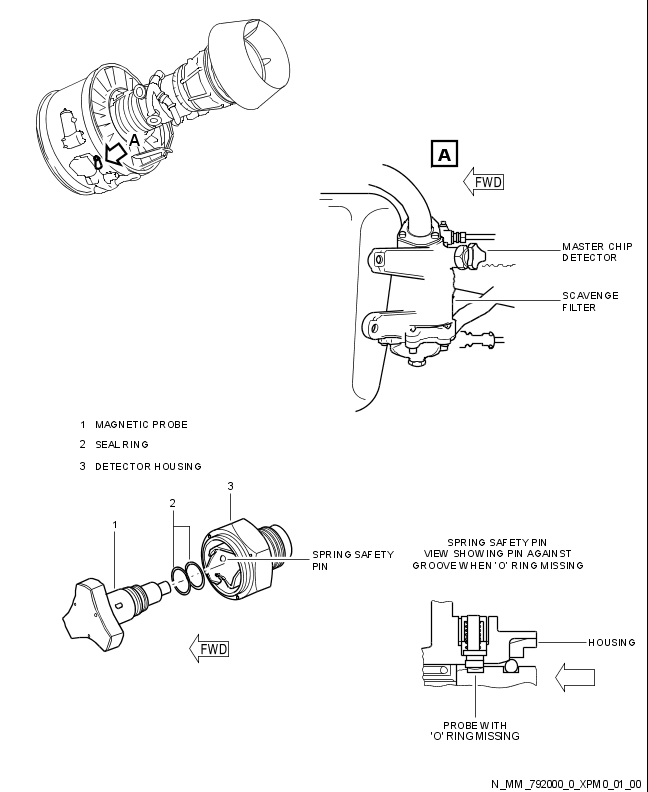 A
A
FWD
MASTER CHIP
DETECTOR
SCAVENGE
FILTER
1 MAGNETIC PROBE
2 SEAL RING
3 DETECTOR HOUSING
3
2
1
SPRING SAFETY
PIN
FWD
SPRING SAFETY PIN
VIEW SHOWING PIN AGAINST
GROOVE WHEN 'O' RING MISSING
HOUSING
PROBE WITH
'O' RING MISSING
N_MM_792000_0_XPM0_01_00